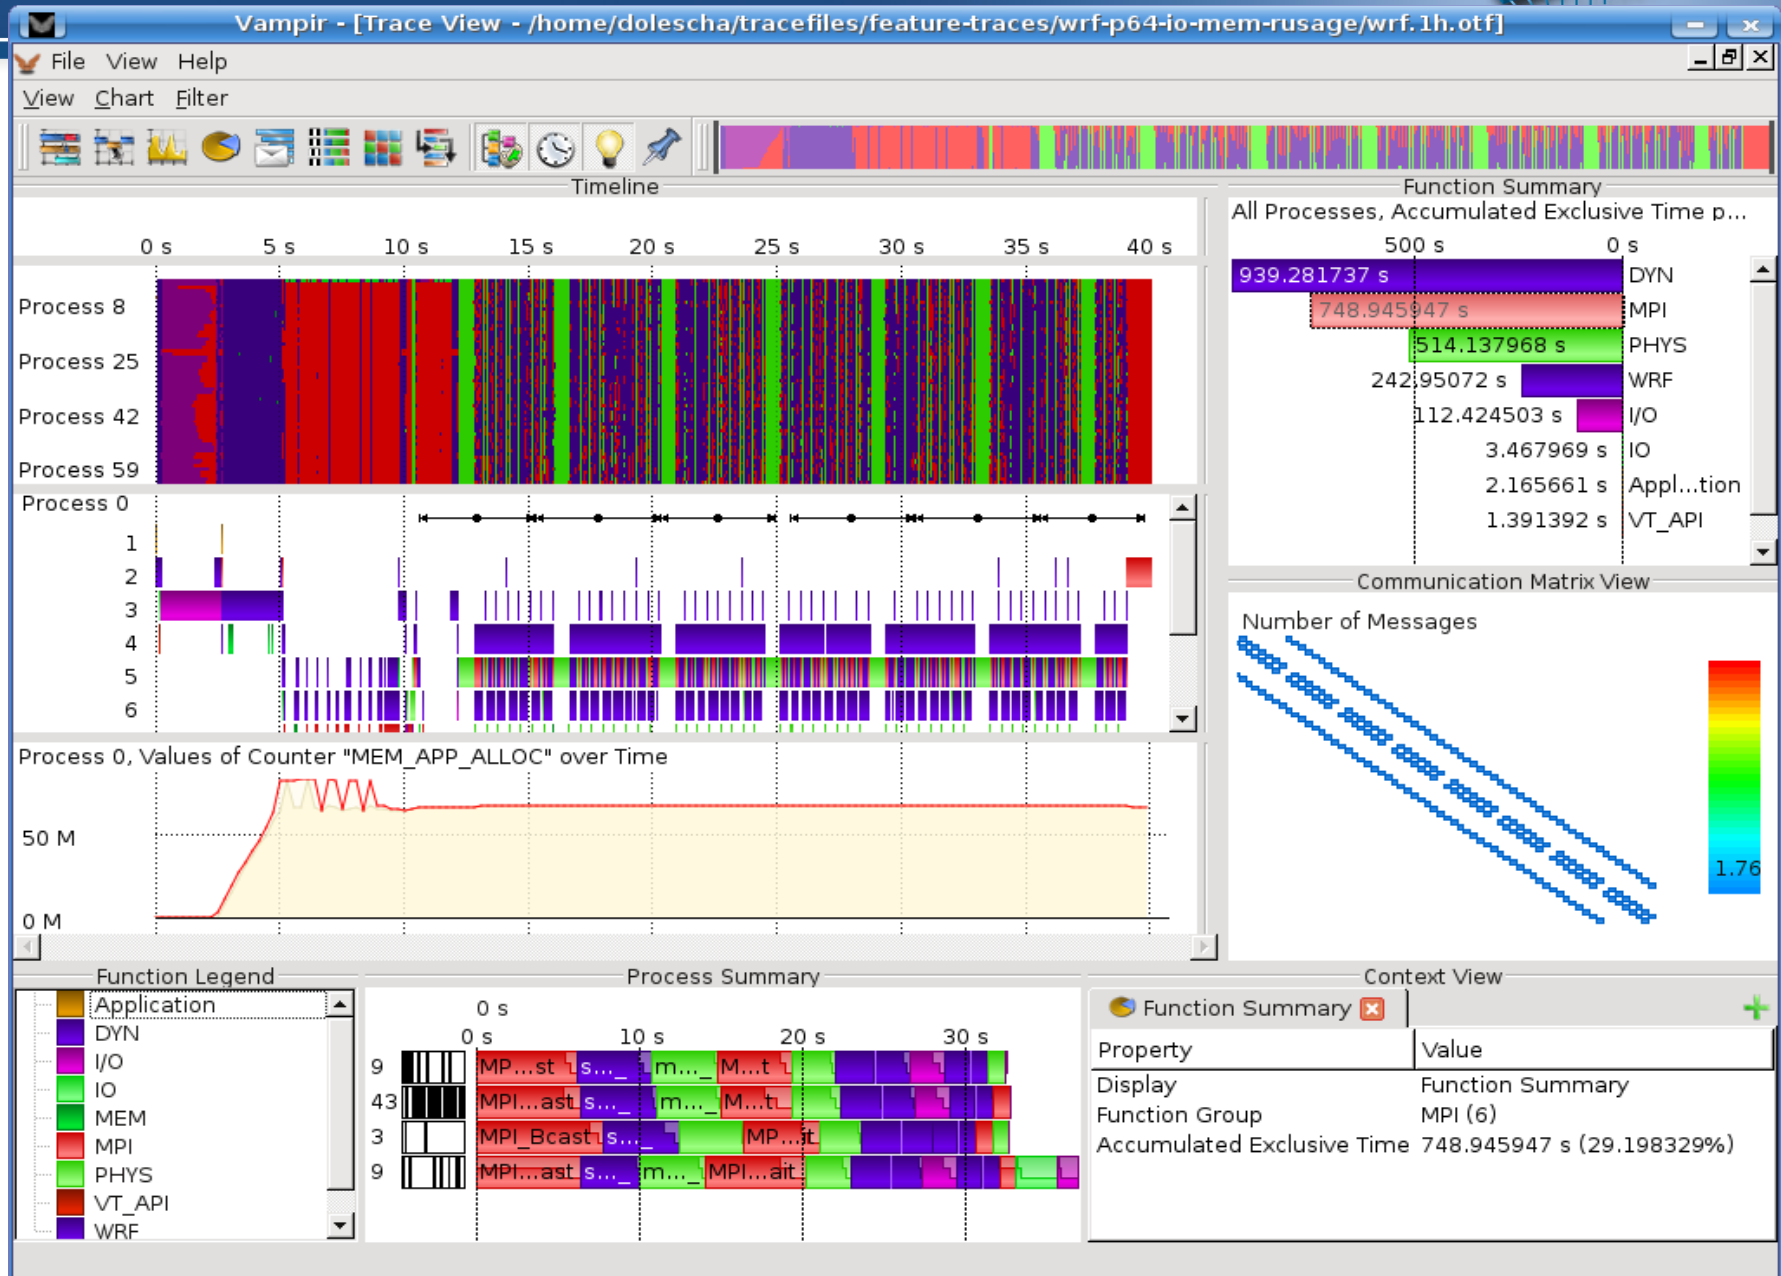 Vampir - [Trace View - /home/dolescha/tracefiles/feature-traces/wrf-p64-io-mem-rusage/wrf.1h.otf]
File View Help
View Chart Filter
Timeline
0 s 5 s 10 s 15 s 20 s 25 s 30 s 35 s 40 s
Process 8
Process 25
Process 42
Process 59
Process 0
1
2
3
4
5
6
Process 0, Values of Counter "MEM_APP_ALLOC" over Time
50 M
0 M
Function Summary
All Processes, Accumulated Exclusive Time p...
500 s 0 s
939.281737 s DYN
748.945947 s MPI
514.137968 s PHYS
242.95072 s WRF
112.424503 s I/O
3.467969 s IO
2.165661 s Appl...tion
1.391392 s VT_API
Communication Matrix View
Number of Messages
1.76
Function Legend
Application
DYN
I/O
IO
MEM
MPI
PHYS
VT_API
WRF
Process Summary
0 s
0 s 10 s 20 s 30 s
9 MP...st s..._ m..._ M...t
43 MPI...ast s..._ m..._ M...t
3 MPI_Bcast s..._ MP...it
9 MPI...ast s..._ m..._ MPI...ait
Context View
Function Summary
Property Value
Display Function Summary
Function Group MPI (6)
Accumulated Exclusive Time 748.945947 s (29.198329%)